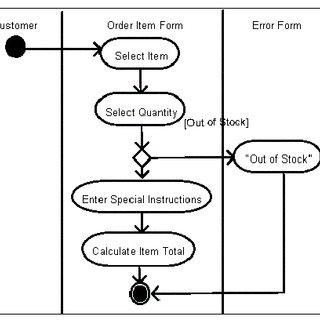 ustomer
Order Item Form
Error Form
Select Item
Select Quantity
[Out of Stock]
"Out of Stock"
Enter Special Instructions
Calculate Item Total